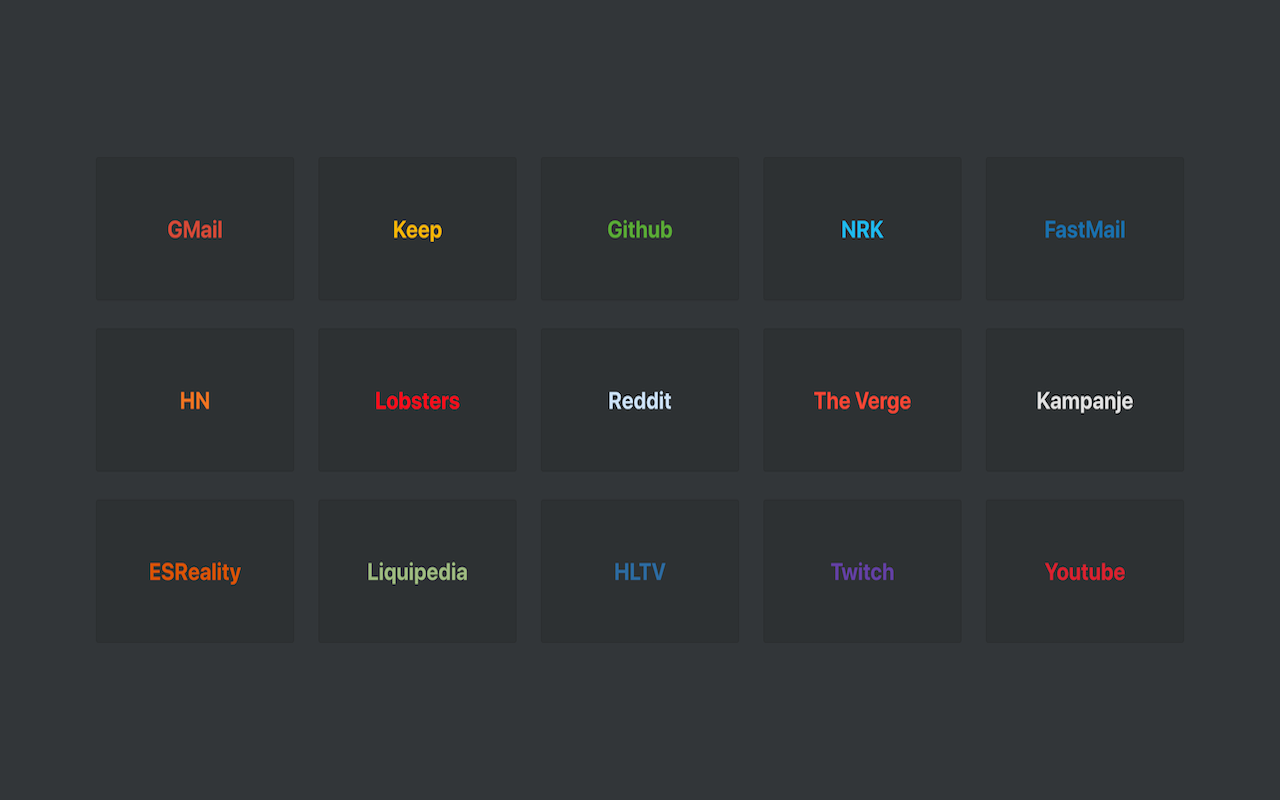 GMail
Keep
Github
NRK
FastMail
HN
Lobsters
Reddit
The Verge
Kampanje
ESReality
Liquipedia
HLTV
Twitch
Youtube